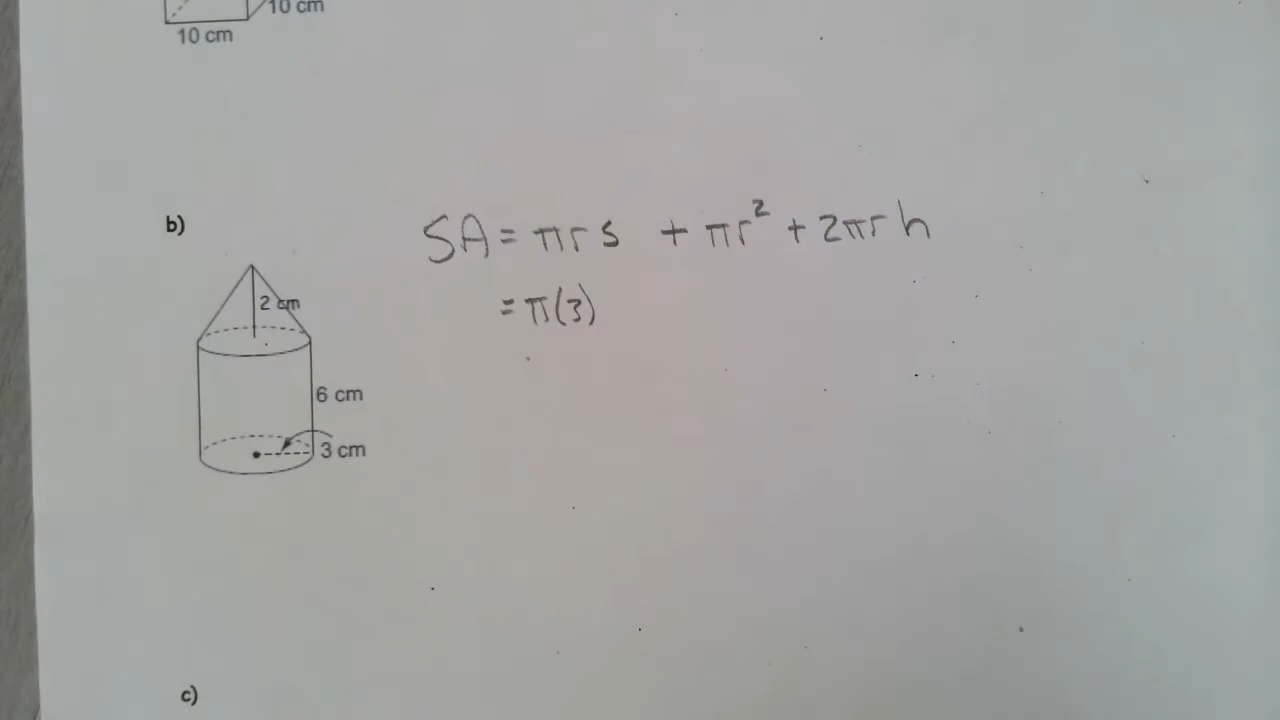 10 cm
10 cm
b)
SA = πrs + πr² + 2πrh
= π(3)
2 cm
6 cm
3 cm
c)